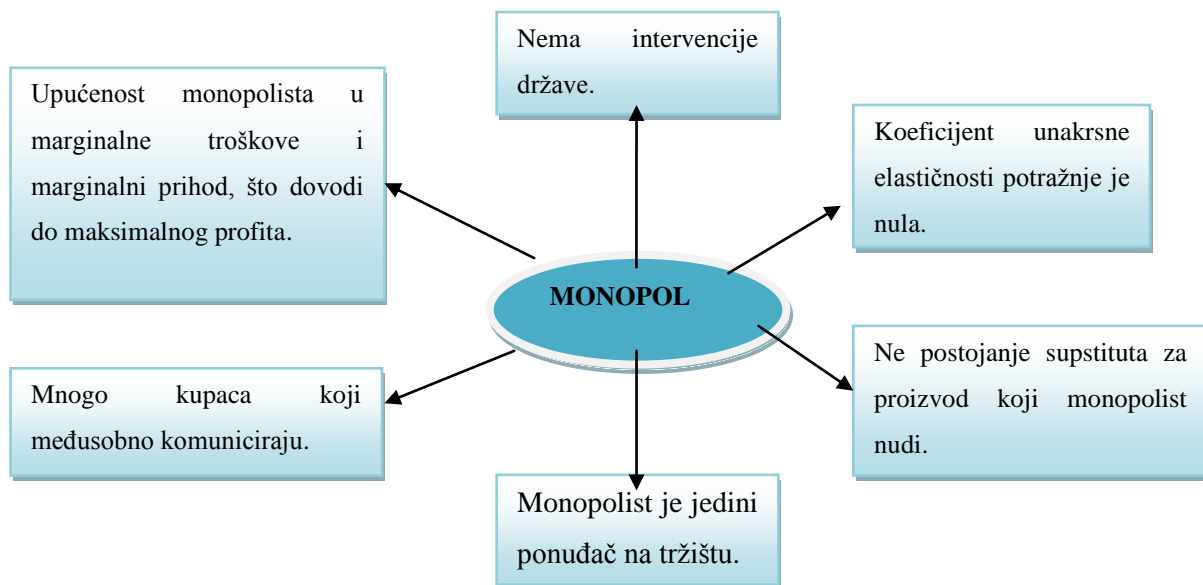 Nema intervencije
države.
Upućenost monopolista u
marginalne troškove i
marginalni prihod, što dovodi
do maksimalnog profita.
Koeficijent unakrsne
elastičnosti potražnje je
nula.
MONOPOL
Mnogo kupaca koji
međusobno komuniciraju.
Ne postojanje supstituta za
proizvod koji monopolist
nudi.
Monopolist je jedini
ponuđač na tržištu.